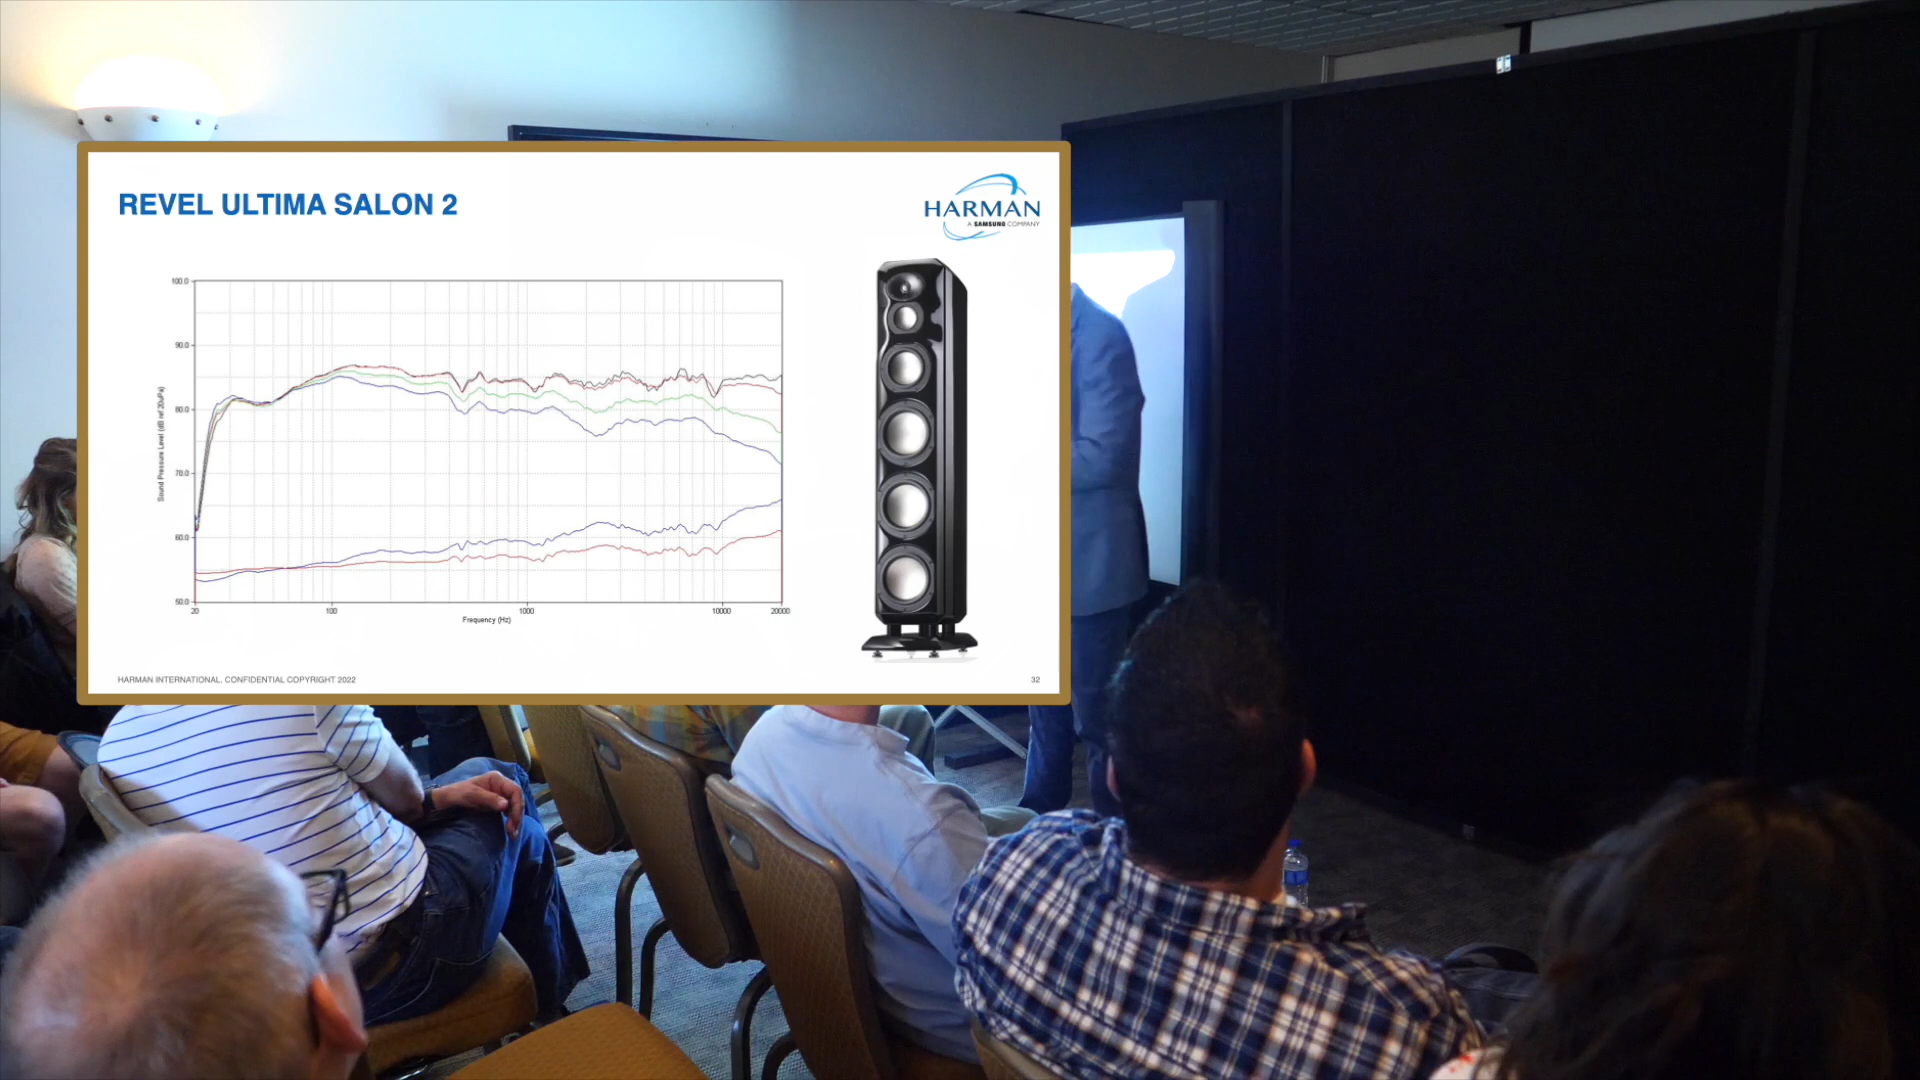 REVEL ULTIMA SALON 2
HARMAN
A SAMSUNG COMPANY
100.0
90.0
80.0
70.0
60.0
50.0
Sound Pressure Level (dB ref 20uPa)
20
100
1000
10000
20000
Frequency (Hz)
HARMAN INTERNATIONAL. CONFIDENTIAL COPYRIGHT 2022
32